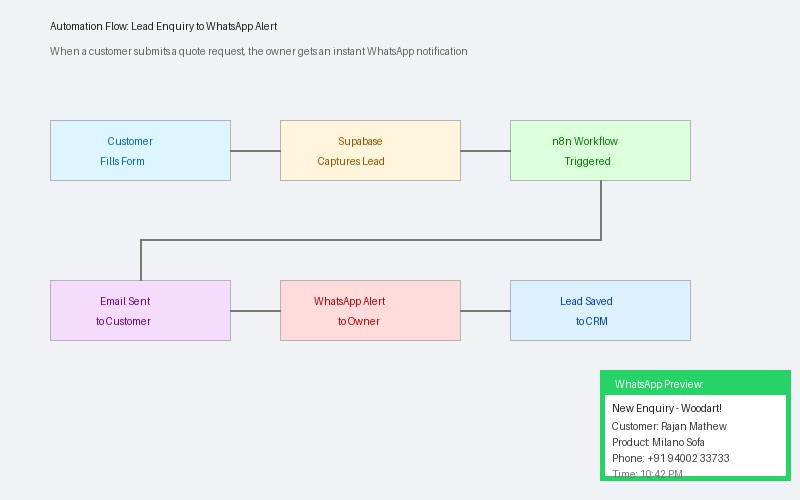 Automation Flow: Lead Enquiry to WhatsApp Alert
When a customer submits a quote request, the owner gets an instant WhatsApp notification
Customer
Fills Form
Supabase
Captures Lead
n8n Workflow
Triggered
Email Sent
to Customer
WhatsApp Alert
to Owner
Lead Saved
to CRM
WhatsApp Preview:
New Enquiry - Woodart!
Customer: Rajan Mathew
Product: Milano Sofa
Phone: +91 94002 33733
Time: 10:42 PM